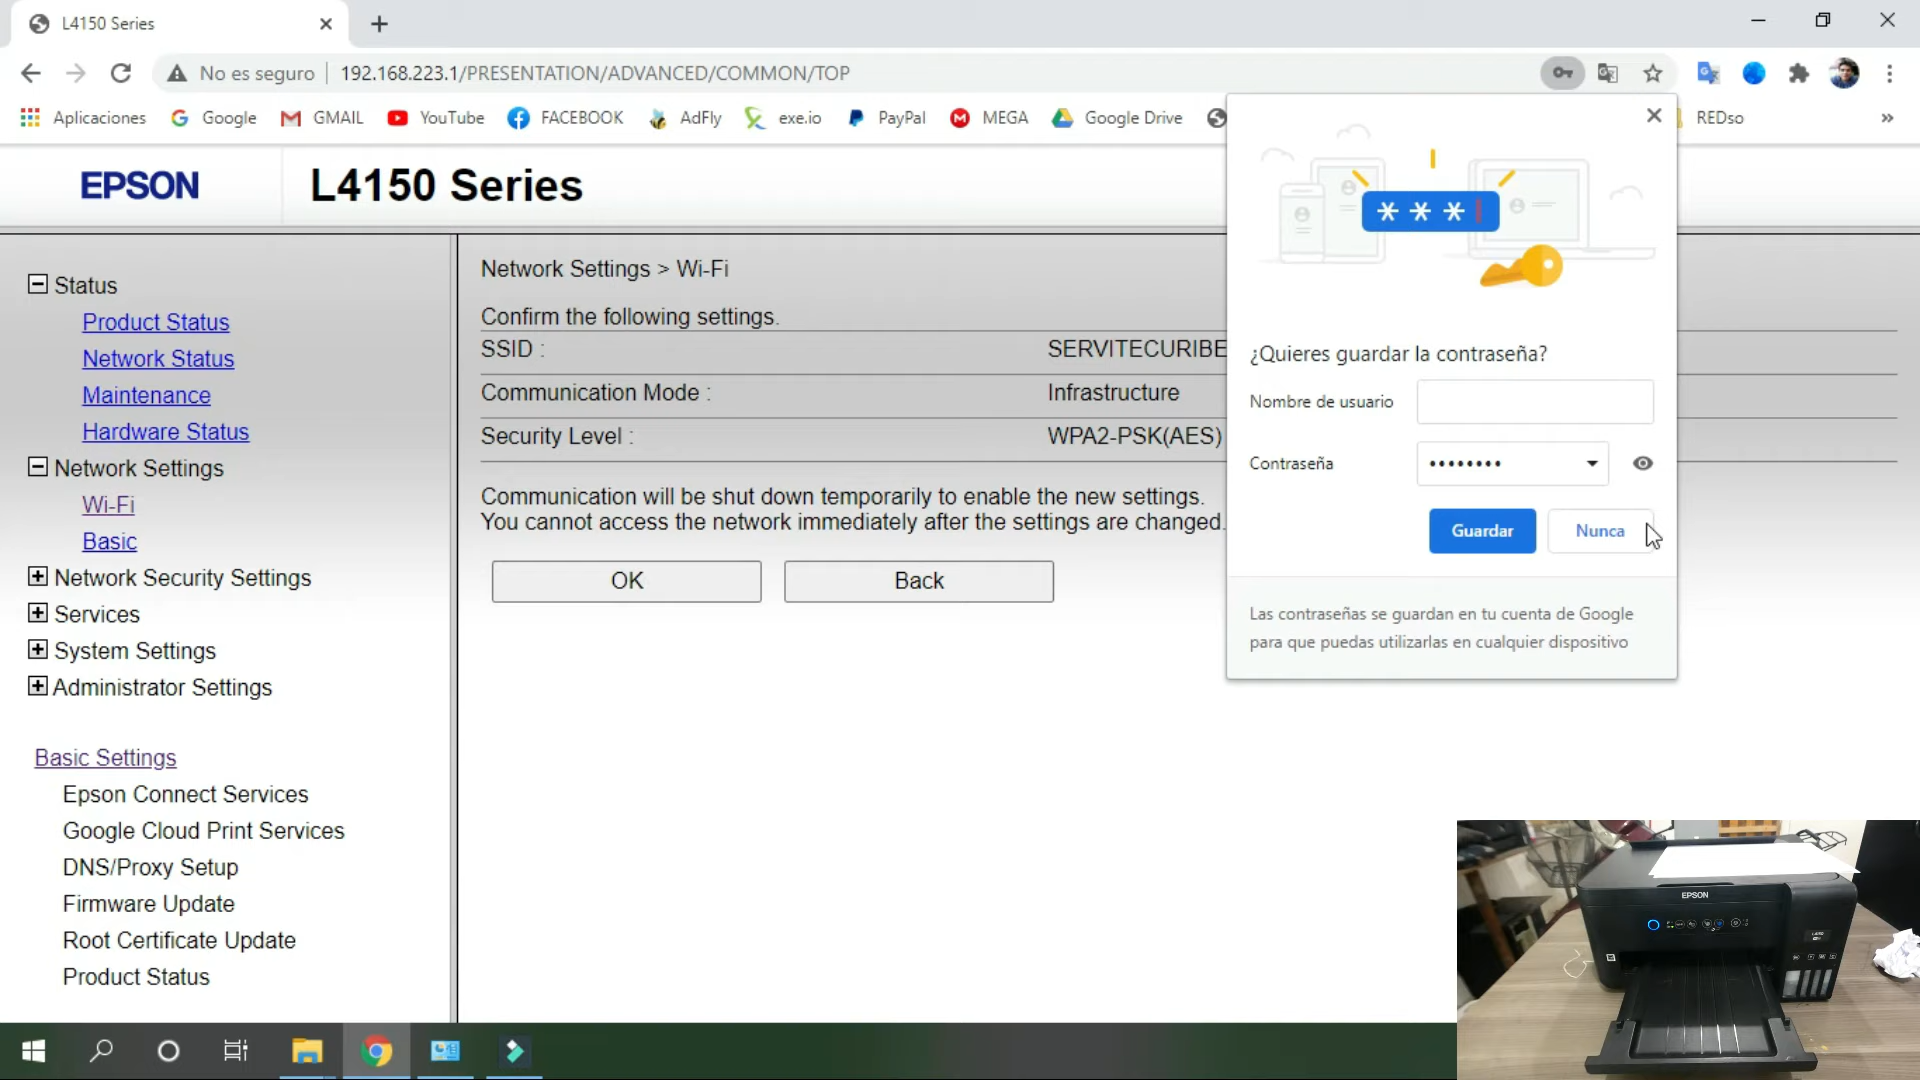 L4150 Series
No es seguro
192.168.223.1/PRESENTATION/ADVANCED/COMMON/TOP
Aplicaciones
Google
GMAIL
YouTube
FACEBOOK
AdFly
exe.io
PayPal
MEGA
Google Drive
REDso
EPSON
L4150 Series
Status
Product Status
Network Status
Maintenance
Hardware Status
Network Settings
Wi-Fi
Basic
Network Security Settings
Services
System Settings
Administrator Settings
Basic Settings
Epson Connect Services
Google Cloud Print Services
DNS/Proxy Setup
Firmware Update
Root Certificate Update
Product Status
Network Settings > Wi-Fi
Confirm the following settings.
SSID : SERVITECURIBE
Communication Mode : Infrastructure
Security Level : WPA2-PSK(AES)
Communication will be shut down temporarily to enable the new settings.
You cannot access the network immediately after the settings are changed.
OK
Back
* * *
¿Quieres guardar la contraseña?
Nombre de usuario
Contraseña ••••••••
Guardar
Nunca
Las contraseñas se guardan en tu cuenta de Google
para que puedas utilizarlas en cualquier dispositivo
EPSON